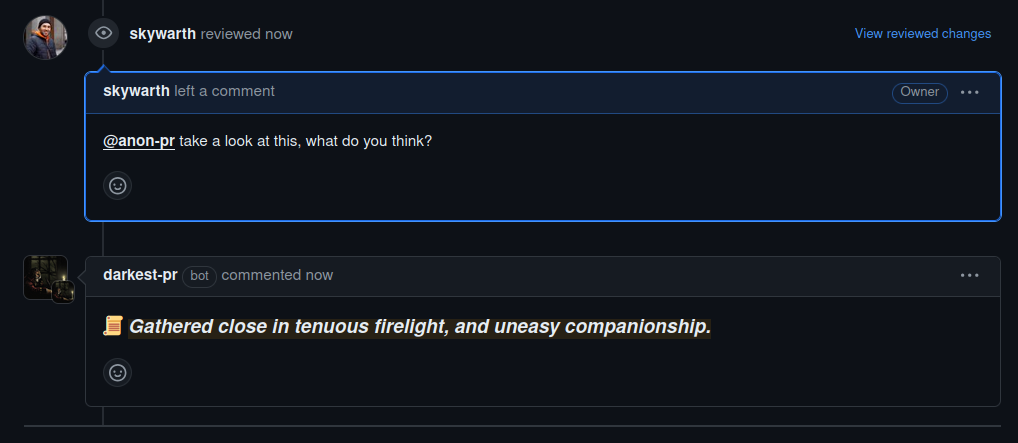 skywarth reviewed now
View reviewed changes
skywarth left a comment
Owner
@anon-pr take a look at this, what do you think?
darkest-pr bot commented now
📜 Gathered close in tenuous firelight, and uneasy companionship.